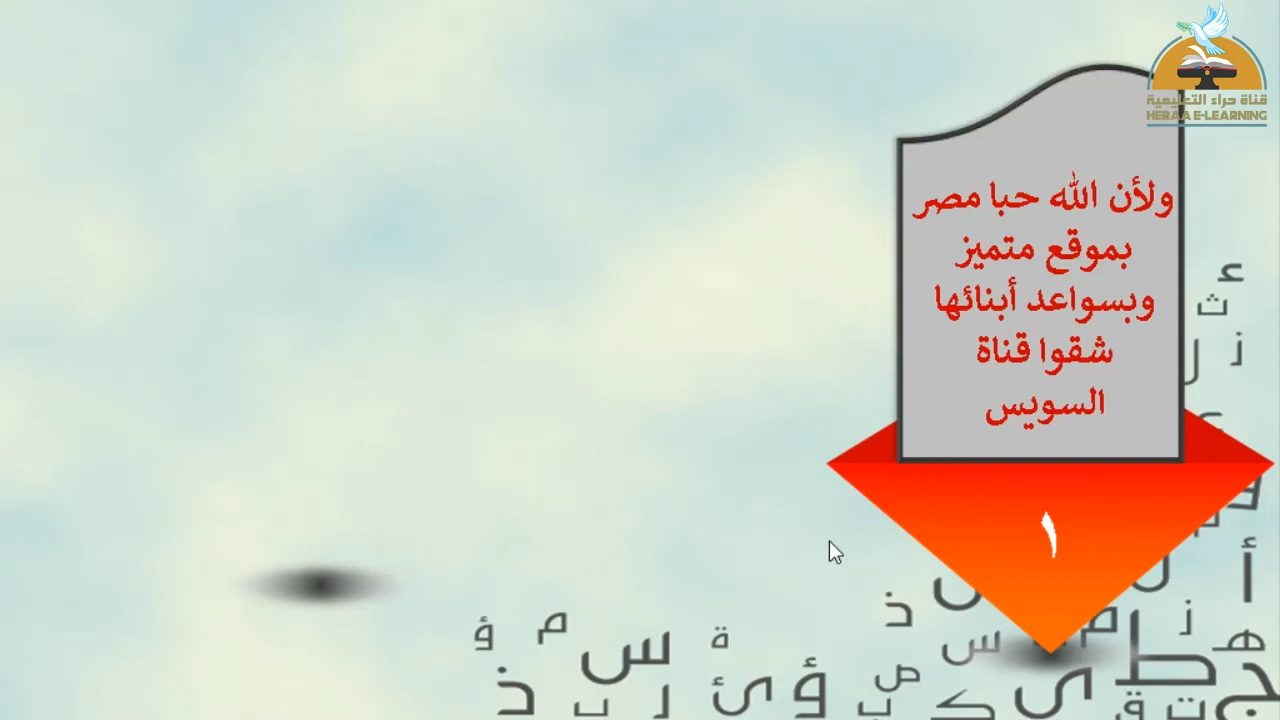 قناة حراء التعليمية
HERAA E-LEARNING
ولأن الله حبا مصر
بموقع متميز
وبسواعد أبنائها
شقوا قناة
السويس
١